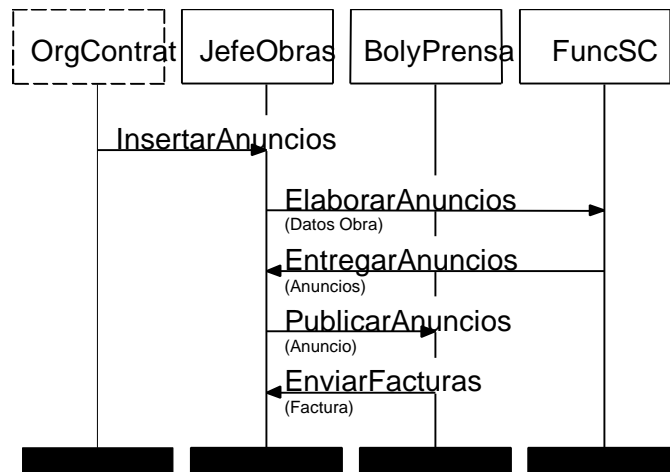 OrgContrat JefeObras BolyPrensa FuncSC
InsertarAnuncios
ElaborarAnuncios
(Datos Obra)
EntregarAnuncios
(Anuncios)
PublicarAnuncios
(Anuncio)
EnviarFacturas
(Factura)